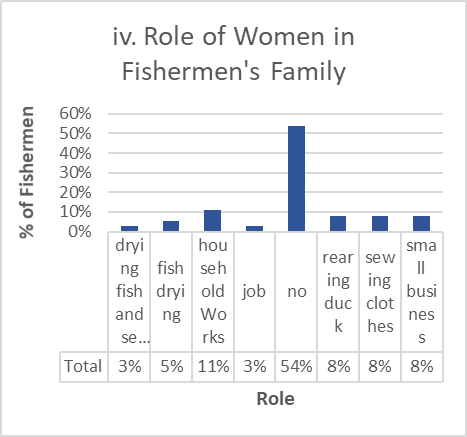 iv. Role of Women in
Fishermen's Family
% of Fishermen
60%
50%
40%
30%
20%
10%
0%
dryi
ng
fish
and
se...
fish
drying
hou
seh
old
Wo
rks
job
no
rear
ing
duc
k
sew
ing
clot
hes
sma
ll
busi
nes
s
Total 3% 5% 11% 3% 54% 8% 8% 8%
Role